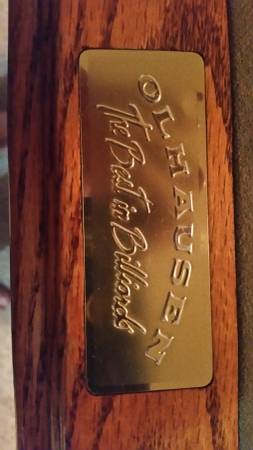 OLHAUSEN
The Best in Billiards